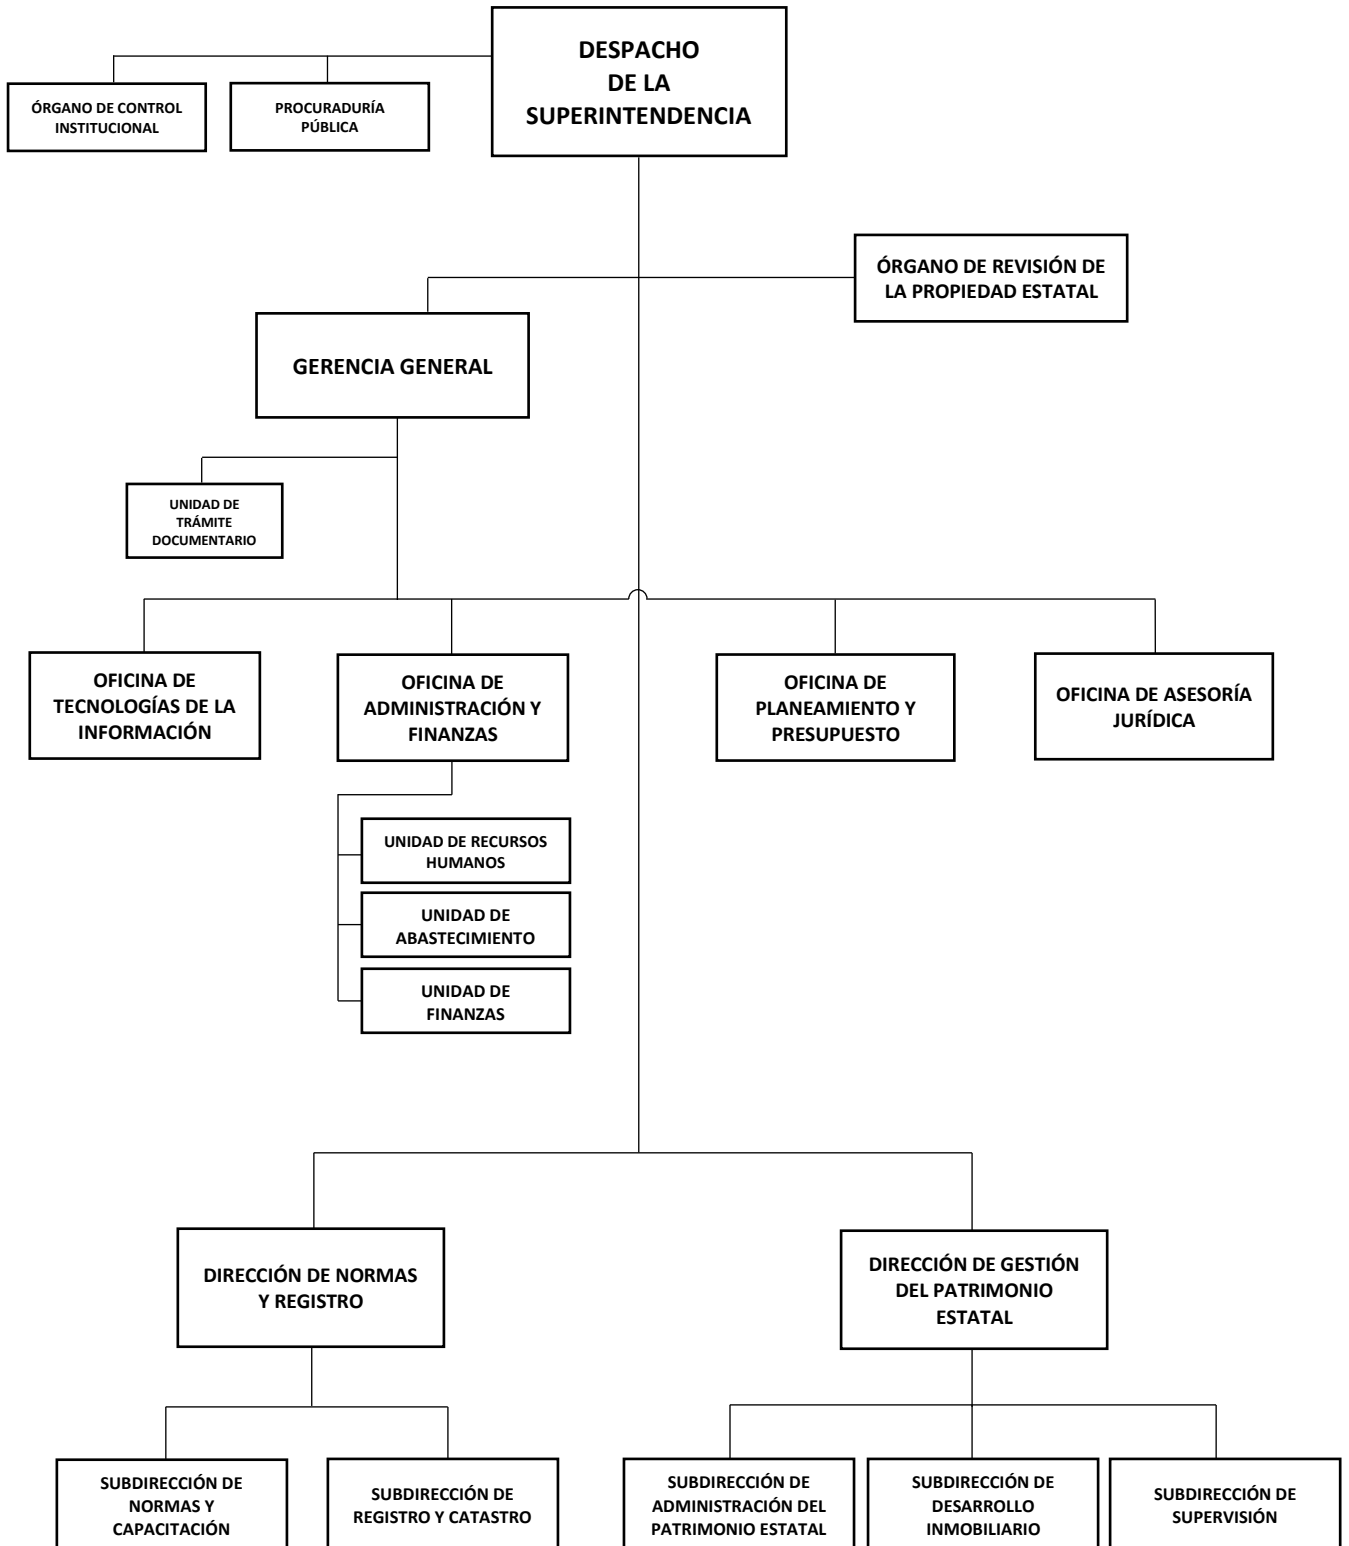 DESPACHO
DE LA
SUPERINTENDENCIA
ÓRGANO DE CONTROL
INSTITUCIONAL
PROCURADURÍA
PÚBLICA
ÓRGANO DE REVISIÓN DE
LA PROPIEDAD ESTATAL
GERENCIA GENERAL
UNIDAD DE
TRÁMITE
DOCUMENTARIO
OFICINA DE
TECNOLOGÍAS DE LA
INFORMACIÓN
OFICINA DE
ADMINISTRACIÓN Y
FINANZAS
OFICINA DE
PLANEAMIENTO Y
PRESUPUESTO
OFICINA DE ASESORÍA
JURÍDICA
UNIDAD DE RECURSOS
HUMANOS
UNIDAD DE
ABASTECIMIENTO
UNIDAD DE
FINANZAS
DIRECCIÓN DE NORMAS
Y REGISTRO
DIRECCIÓN DE GESTIÓN
DEL PATRIMONIO
ESTATAL
SUBDIRECCIÓN DE
NORMAS Y
CAPACITACIÓN
SUBDIRECCIÓN DE
REGISTRO Y CATASTRO
SUBDIRECCIÓN DE
ADMINISTRACIÓN DEL
PATRIMONIO ESTATAL
SUBDIRECCIÓN DE
DESARROLLO
INMOBILIARIO
SUBDIRECCIÓN DE
SUPERVISIÓN